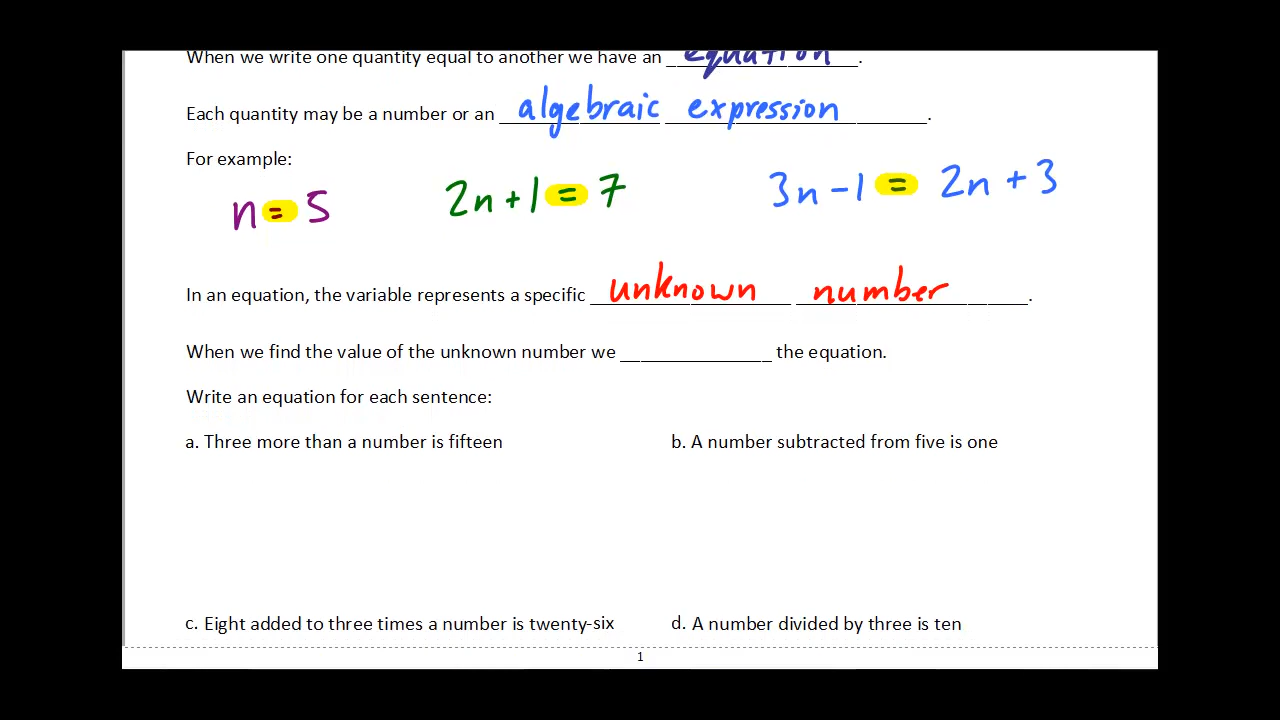 When we write one quantity equal to another we have an equation.
Each quantity may be a number or an algebraic expression.
For example:
n = 5 2n + 1 = 7 3n - 1 = 2n + 3
In an equation, the variable represents a specific unknown number.
When we find the value of the unknown number we _______________ the equation.
Write an equation for each sentence:
a. Three more than a number is fifteen b. A number subtracted from five is one
c. Eight added to three times a number is twenty-six d. A number divided by three is ten
1